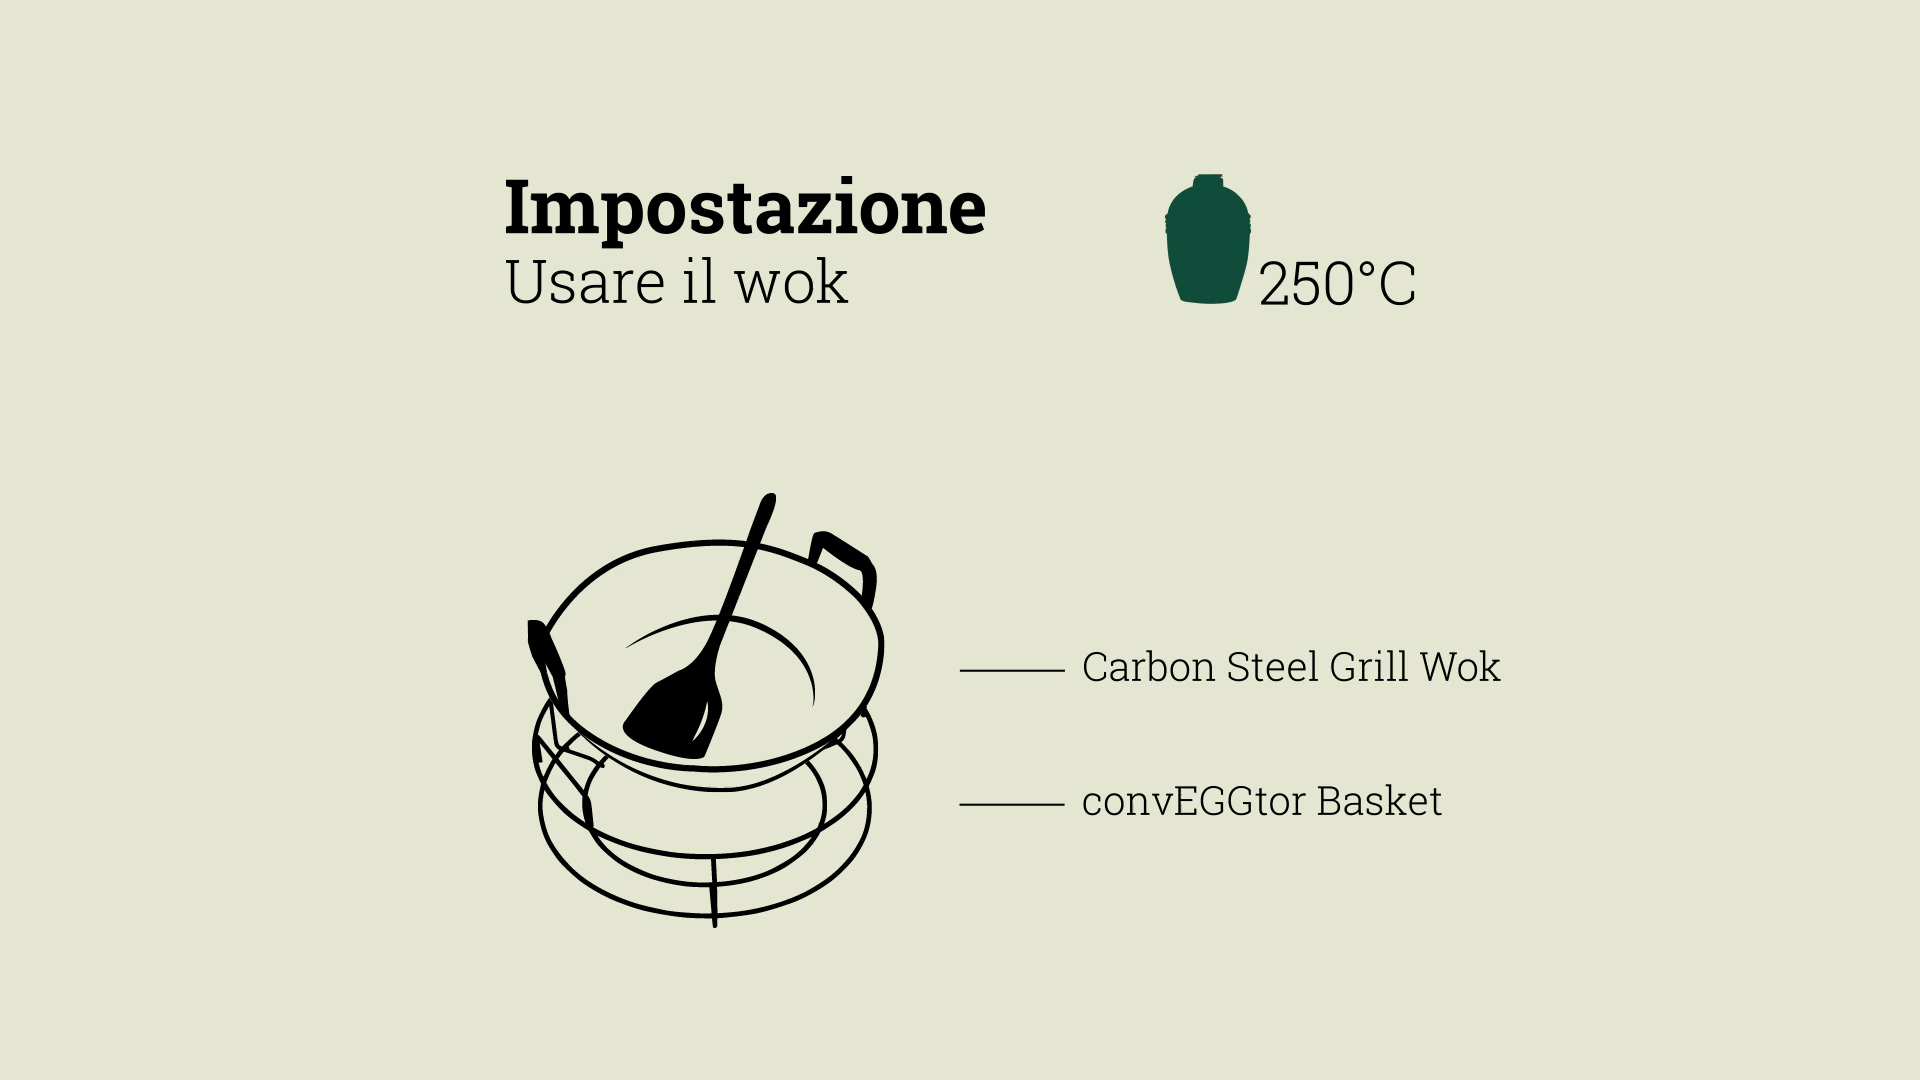 Impostazione
Usare il wok
250°C
Carbon Steel Grill Wok
convEGGtor Basket